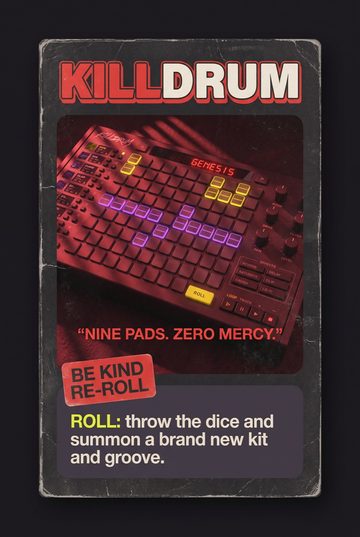 KILLDRUM
GENESIS
ROLL
“NINE PADS. ZERO MERCY.”
BE KIND
RE-ROLL
ROLL: throw the dice and
summon a brand new kit
and groove.